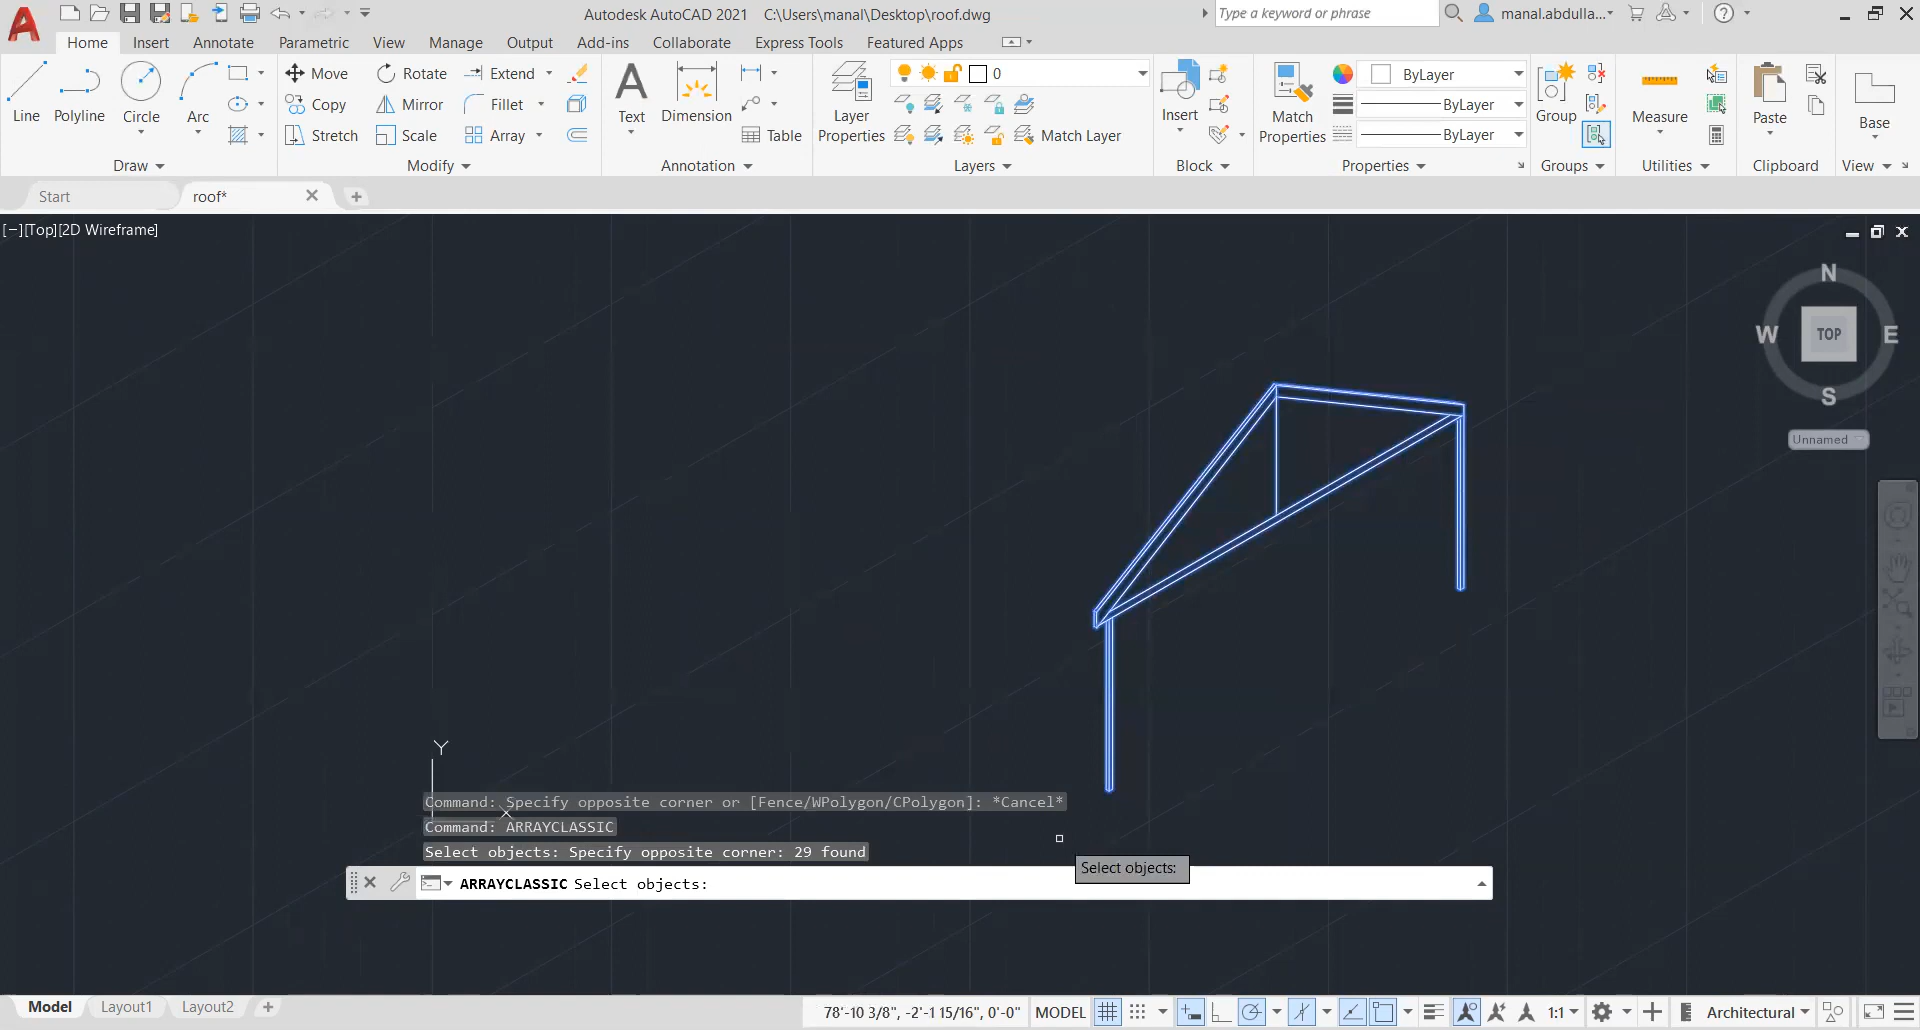 Autodesk AutoCAD 2021 C:\Users\manal\Desktop\roof.dwg
Type a keyword or phrase
manal.abdulla...
Home Insert Annotate Parametric View Manage Output Add-ins Collaborate Express Tools Featured Apps
Line Polyline Circle Arc
Draw
Move Rotate Extend
Copy Mirror Fillet
Stretch Scale Array
Modify
Text Dimension Table
Annotation
Layer Properties
0
Match Layer
Layers
Insert
Block
Match Properties
ByLayer
ByLayer
ByLayer
Properties
Group
Groups
Measure
Utilities
Paste
Clipboard
Base
View
Start roof*
[−][Top][2D Wireframe]
N
W TOP E
S
Unnamed
Y
X
Command: Specify opposite corner or [Fence/WPolygon/CPolygon]: *Cancel*
Command: ARRAYCLASSIC
Select objects: Specify opposite corner: 29 found
Select objects:
ARRAYCLASSIC Select objects:
Model Layout1 Layout2
78'-10 3/8", -2'-1 15/16", 0'-0" MODEL 1:1 Architectural